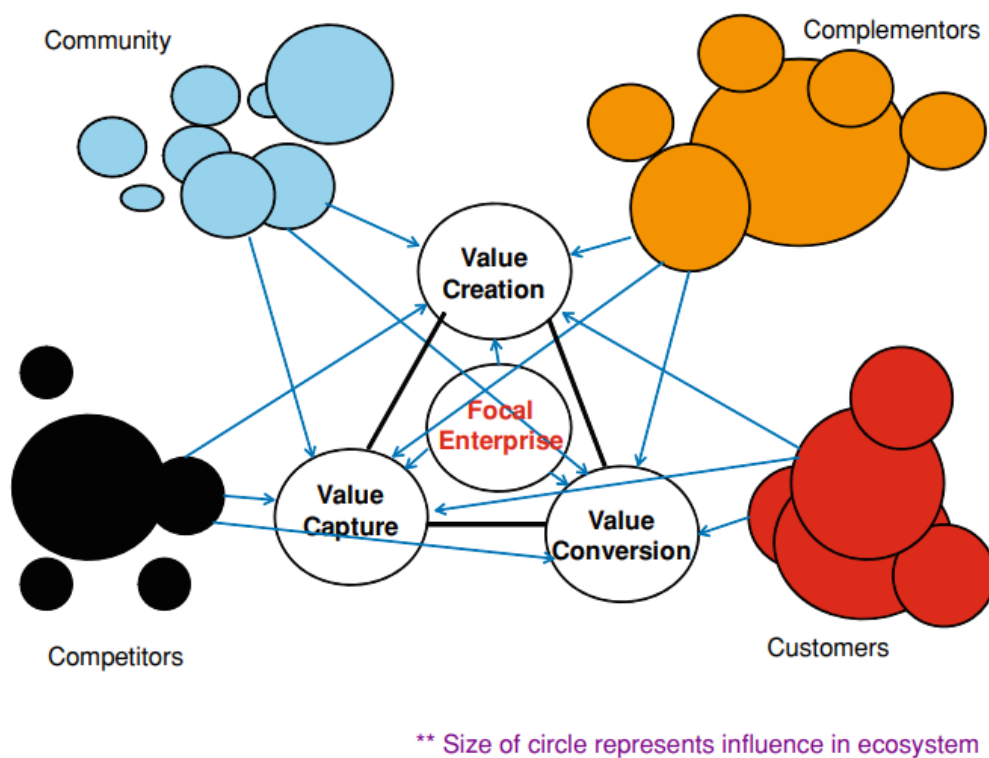 Community
Complementors
Value
Creation
Focal
Enterprise
Value
Capture
Value
Conversion
Competitors
Customers
** Size of circle represents influence in ecosystem